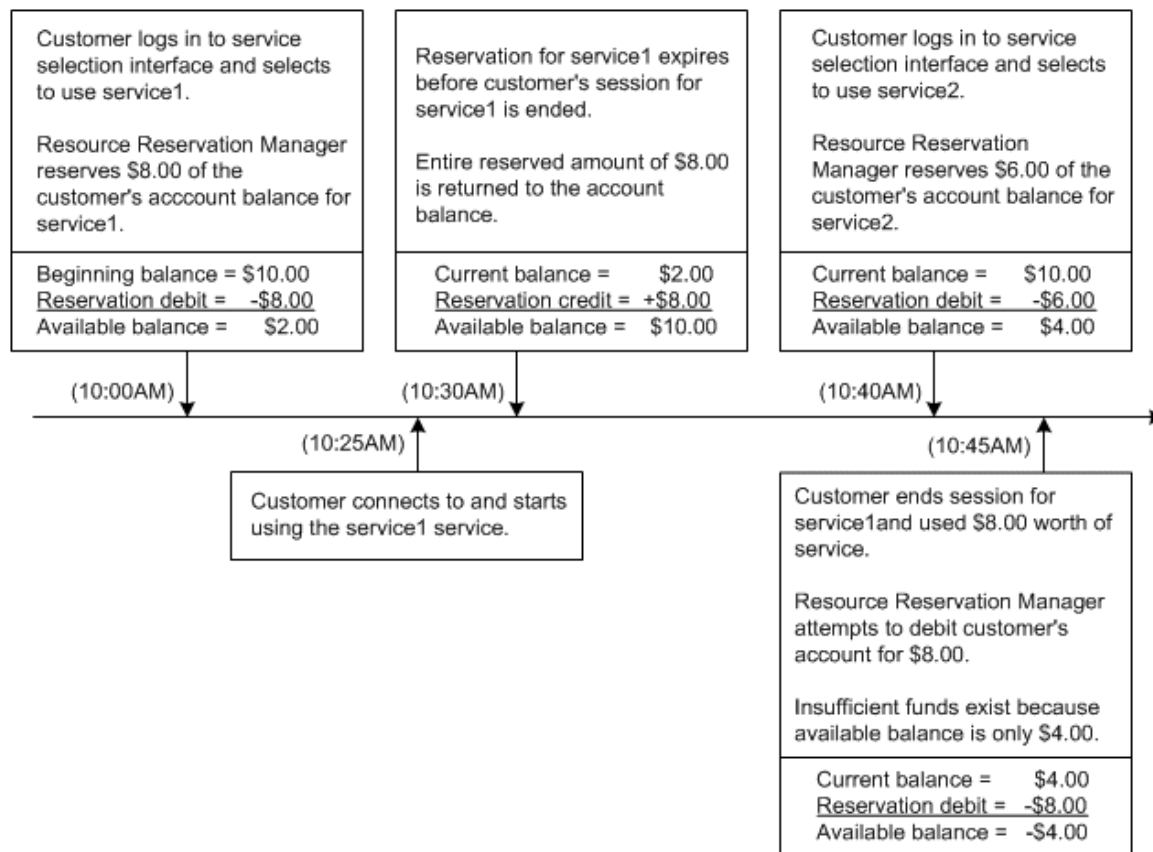 Customer logs in to service
selection interface and selects
to use service1.
Resource Reservation Manager
reserves $8.00 of the
customer's acccount balance for
service1.
Beginning balance = $10.00
Reservation debit = -$8.00
Available balance = $2.00
(10:00AM)
(10:25AM)
Customer connects to and starts
using the service1 service.
Reservation for service1 expires
before customer's session for
service1 is ended.
Entire reserved amount of $8.00
is returned to the account
balance.
Current balance = $2.00
Reservation credit = +$8.00
Available balance = $10.00
(10:30AM)
Customer logs in to service
selection interface and selects
to use service2.
Resource Reservation
Manager reserves $6.00 of the
customer's account balance for
service2.
Current balance = $10.00
Reservation debit = -$6.00
Available balance = $4.00
(10:40AM)
(10:45AM)
Customer ends session for
service1and used $8.00 worth of
service.
Resource Reservation Manager
attempts to debit customer's
account for $8.00.
Insufficient funds exist because
available balance is only $4.00.
Current balance = $4.00
Reservation debit = -$8.00
Available balance = -$4.00